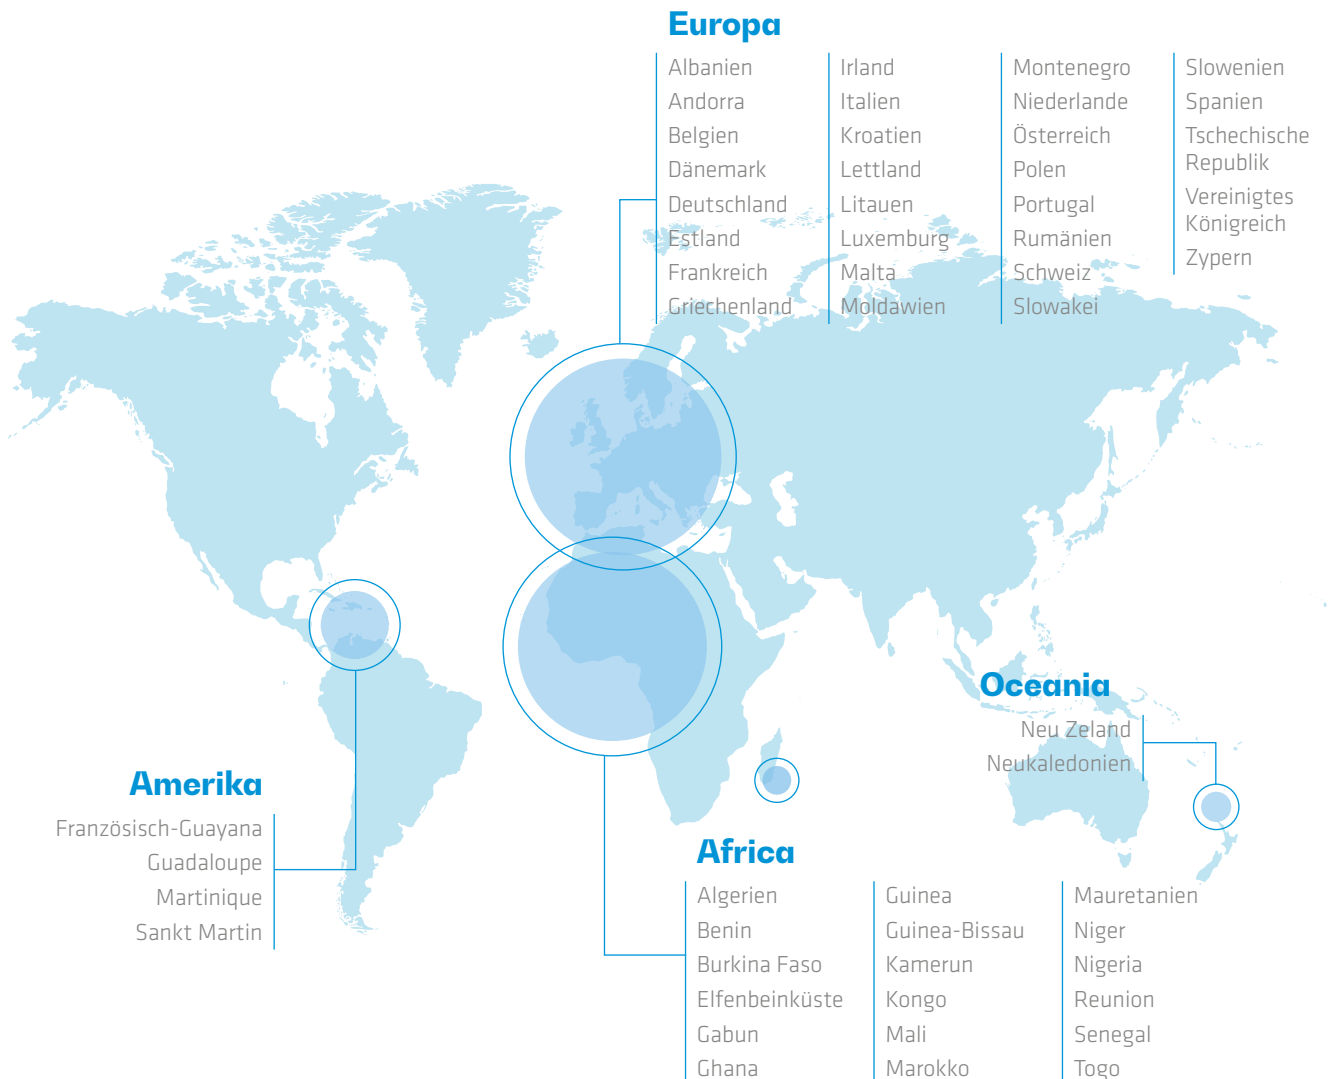 Europa
Albanien
Andorra
Belgien
Dänemark
Deutschland
Estland
Frankreich
Griechenland
Irland
Italien
Kroatien
Lettland
Litauen
Luxemburg
Malta
Moldawien
Montenegro
Niederlande
Österreich
Polen
Portugal
Rumänien
Schweiz
Slowakei
Slowenien
Spanien
Tschechische
Republik
Vereinigtes
Königreich
Zypern
Oceania
Neu Zeland
Neukaledonien
Amerika
Französisch-Guayana
Guadaloupe
Martinique
Sankt Martin
Africa
Algerien
Benin
Burkina Faso
Elfenbeinküste
Gabun
Ghana
Guinea
Guinea-Bissau
Kamerun
Kongo
Mali
Marokko
Mauretanien
Niger
Nigeria
Reunion
Senegal
Togo